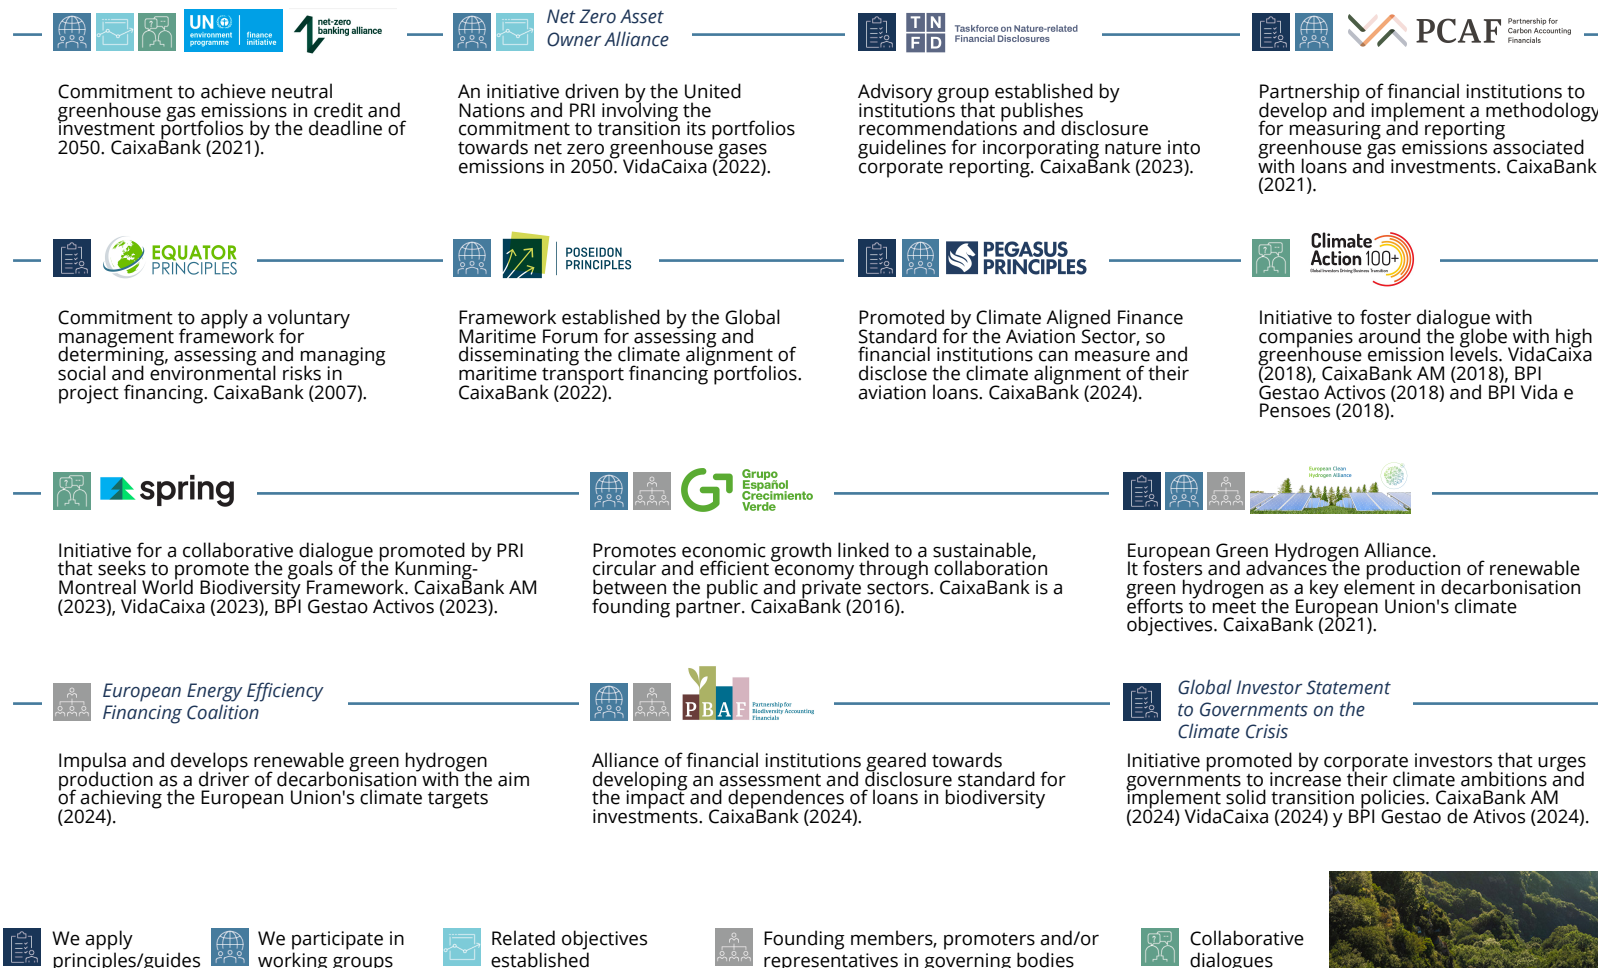 UN
environment
programme
finance
initiative
net-zero
banking alliance
Commitment to achieve neutral
greenhouse gas emissions in credit and
investment portfolios by the deadline of
2050. CaixaBank (2021).
Net Zero Asset
Owner Alliance
An initiative driven by the United
Nations and PRI involving the
commitment to transition its portfolios
towards net zero greenhouse gases
emissions in 2050. VidaCaixa (2022).
TN
FD
Taskforce on Nature-related
Financial Disclosures
Advisory group established by
institutions that publishes
recommendations and disclosure
guidelines for incorporating nature into
corporate reporting. CaixaBank (2023).
PCAF
Partnership for
Carbon Accounting
Financials
Partnership of financial institutions to
develop and implement a methodology
for measuring and reporting
greenhouse gas emissions associated
with loans and investments. CaixaBank
(2021).
EQUATOR
PRINCIPLES
Commitment to apply a voluntary
management framework for
determining, assessing and managing
social and environmental risks in
project financing. CaixaBank (2007).
POSEIDON
PRINCIPLES
Framework established by the Global
Maritime Forum for assessing and
disseminating the climate alignment of
maritime transport financing portfolios.
CaixaBank (2022).
PEGASUS
PRINCIPLES
Promoted by Climate Aligned Finance
Standard for the Aviation Sector, so
financial institutions can measure and
disclose the climate alignment of their
aviation loans. CaixaBank (2024).
Climate
Action 100+
Global Investors Driving Business Transition
Initiative to foster dialogue with
companies around the globe with high
greenhouse emission levels. VidaCaixa
(2018), CaixaBank AM (2018), BPI
Gestao Activos (2018) and BPI Vida e
Pensoes (2018).
spring
Initiative for a collaborative dialogue promoted by PRI
that seeks to promote the goals of the Kunming-
Montreal World Biodiversity Framework. CaixaBank AM
(2023), VidaCaixa (2023), BPI Gestao Activos (2023).
Grupo
Español
Crecimiento
Verde
Promotes economic growth linked to a sustainable,
circular and efficient economy through collaboration
between the public and private sectors. CaixaBank is a
founding partner. CaixaBank (2016).
European Clean
Hydrogen Alliance
European Green Hydrogen Alliance.
It fosters and advances the production of renewable
green hydrogen as a key element in decarbonisation
efforts to meet the European Union's climate
objectives. CaixaBank (2021).
European Energy Efficiency
Financing Coalition
Impulsa and develops renewable green hydrogen
production as a driver of decarbonisation with the aim
of achieving the European Union's climate targets
(2024).
PBAF
Partnership for
Biodiversity Accounting
Financials
Alliance of financial institutions geared towards
developing an assessment and disclosure standard for
the impact and dependences of loans in biodiversity
investments. CaixaBank (2024).
Global Investor Statement
to Governments on the
Climate Crisis
Initiative promoted by corporate investors that urges
governments to increase their climate ambitions and
implement solid transition policies. CaixaBank AM
(2024) VidaCaixa (2024) y BPI Gestao de Ativos (2024).
We apply
principles/guides
We participate in
working groups
Related objectives
established
Founding members, promoters and/or
representatives in governing bodies
Collaborative
dialogues